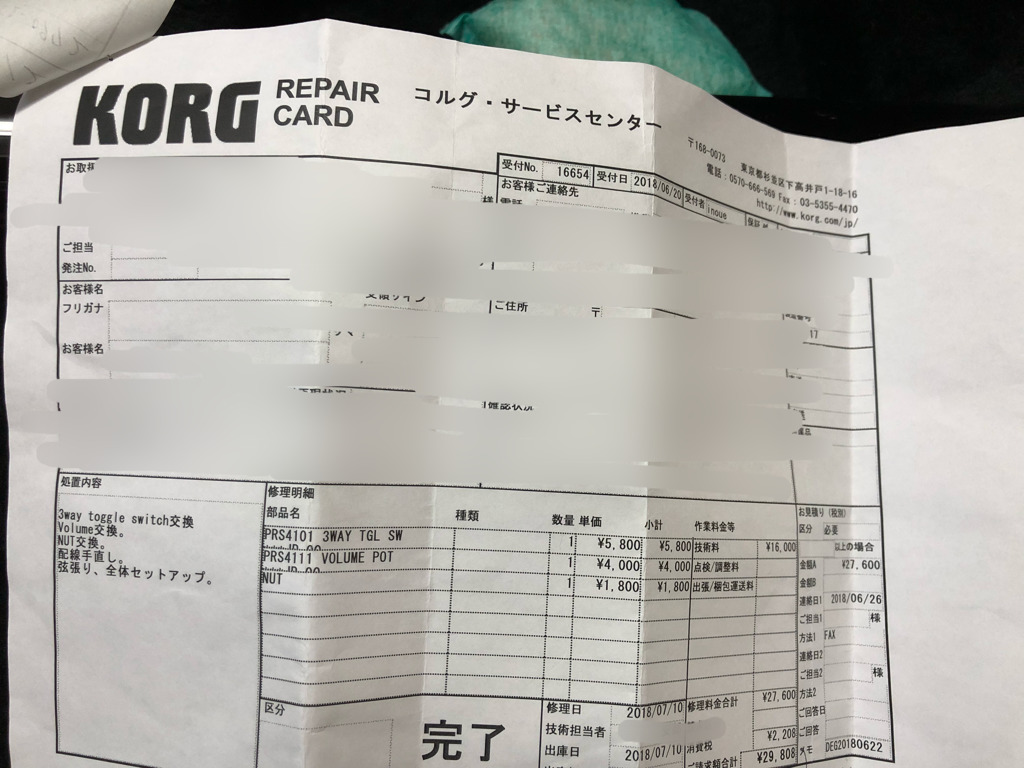 KORG REPAIR CARD コルグ・サービスセンター
〒168-0073 東京都杉並区下高井戸1-18-16
電話：0570-666-569 Fax：03-5355-4470
http://www.korg.com/jp/
受付No. 16654 受付日 2018/06/20 受付者 inoue
お客様ご連絡先
様
ご担当
発注No.
お客様名
フリガナ
ご住所 〒
17
お客様名
確認状況
処置内容
3way toggle switch交換
Volume交換。
NUT交換。
配線手直し。
弦張り、全体セットアップ。
修理明細
部品名 種類 数量 単価 小計 作業料金等
PRS4101 3WAY TGL SW 1 ¥5,800 ¥5,800 技術料 ¥16,000
PRS4111 VOLUME POT 1 ¥4,000 ¥4,000 点検/調整料
NUT 1 ¥1,800 ¥1,800 出張/梱包運送料
お見積り（税別）
区分 必要
以上の場合
金額A ¥27,600
金額B
連絡日1 2018/06/26
ご担当1 様
方法1 FAX
連絡日2
ご担当2 様
方法2
ご回答日
ご回答
メモ DEG20180622
区分
完了
修理日 2018/07/10 修理料金合計 ¥27,600
技術担当者
出庫日 2018/07/10 消費税 ¥2,208
ご請求額合計 ¥29,808